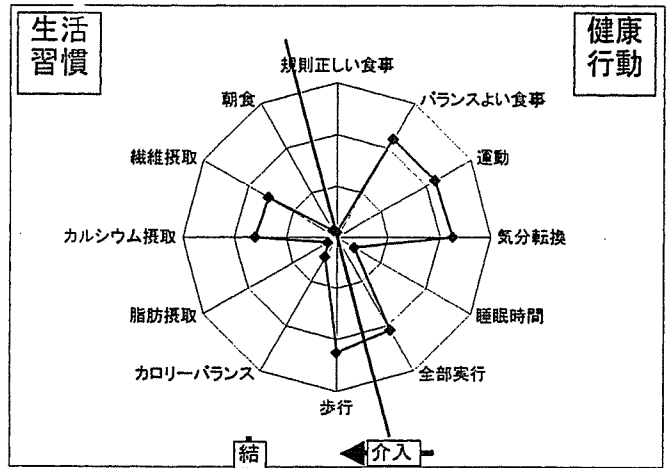 生活
習慣
健康
行動
規則正しい食事
バランスよい食事
運動
気分転換
睡眠時間
全部実行
歩行
カロリーバランス
脂肪摂取
カルシウム摂取
繊維摂取
朝食
結
介入